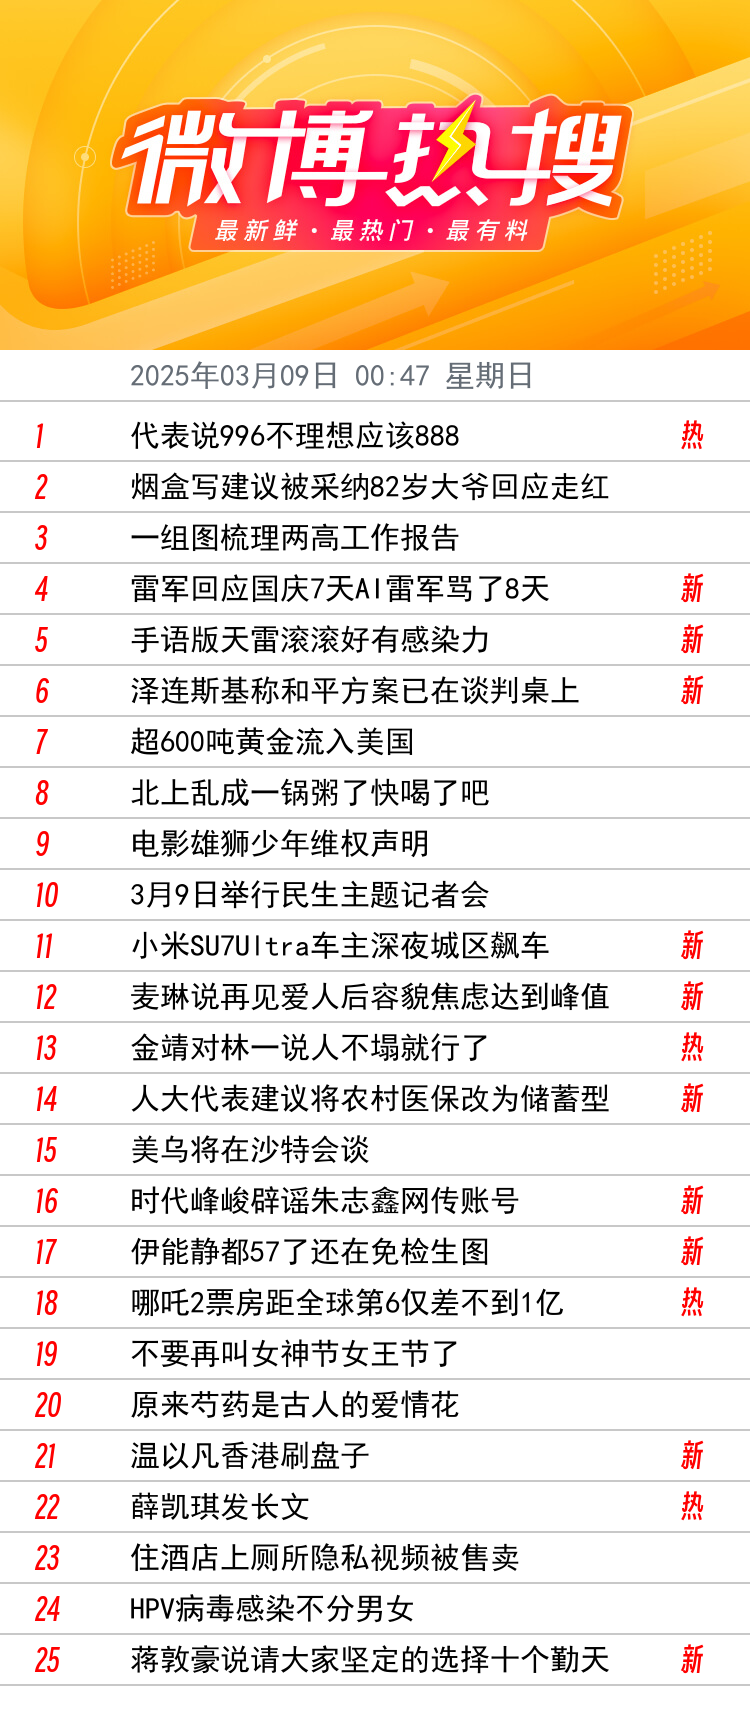 微博热搜
最新鲜·最热门·最有料
2025年03月09日 00:47 星期日
1 代表说996不理想应该888 热
2 烟盒写建议被采纳82岁大爷回应走红
3 一组图梳理两高工作报告
4 雷军回应国庆7天AI雷军骂了8天 新
5 手语版天雷滚滚好有感染力 新
6 泽连斯基称和平方案已在谈判桌上 新
7 超600吨黄金流入美国
8 北上乱成一锅粥了快喝了吧
9 电影雄狮少年维权声明
10 3月9日举行民生主题记者会
11 小米SU7Ultra车主深夜城区飙车 新
12 麦琳说再见爱人后容貌焦虑达到峰值 新
13 金靖对林一说人不塌就行了 热
14 人大代表建议将农村医保改为储蓄型 新
15 美乌将在沙特会谈
16 时代峰峻辟谣朱志鑫网传账号 新
17 伊能静都57了还在免检生图 新
18 哪吒2票房距全球第6仅差不到1亿 热
19 不要再叫女神节女王节了
20 原来芍药是古人的爱情花
21 温以凡香港刷盘子 新
22 薛凯琪发长文 热
23 住酒店上厕所隐私视频被售卖
24 HPV病毒感染不分男女
25 蒋敦豪说请大家坚定的选择十个勤天 新